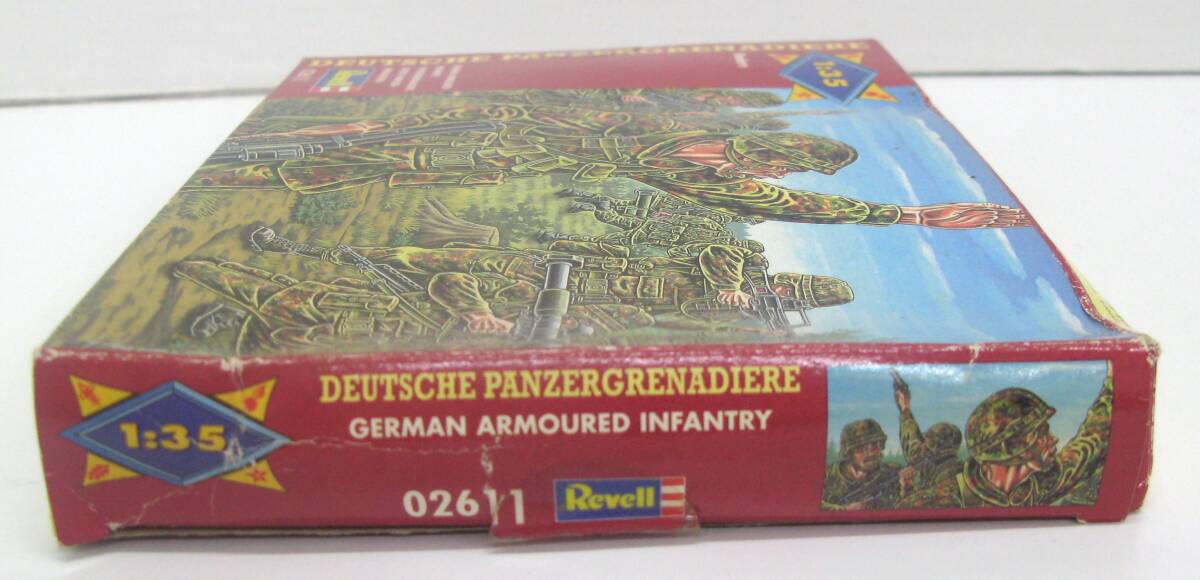 DEUTSCHE PANZERGRENADIERE
1:35
1:35
DEUTSCHE PANZERGRENADIERE
GERMAN ARMOURED INFANTRY
02611
Revell